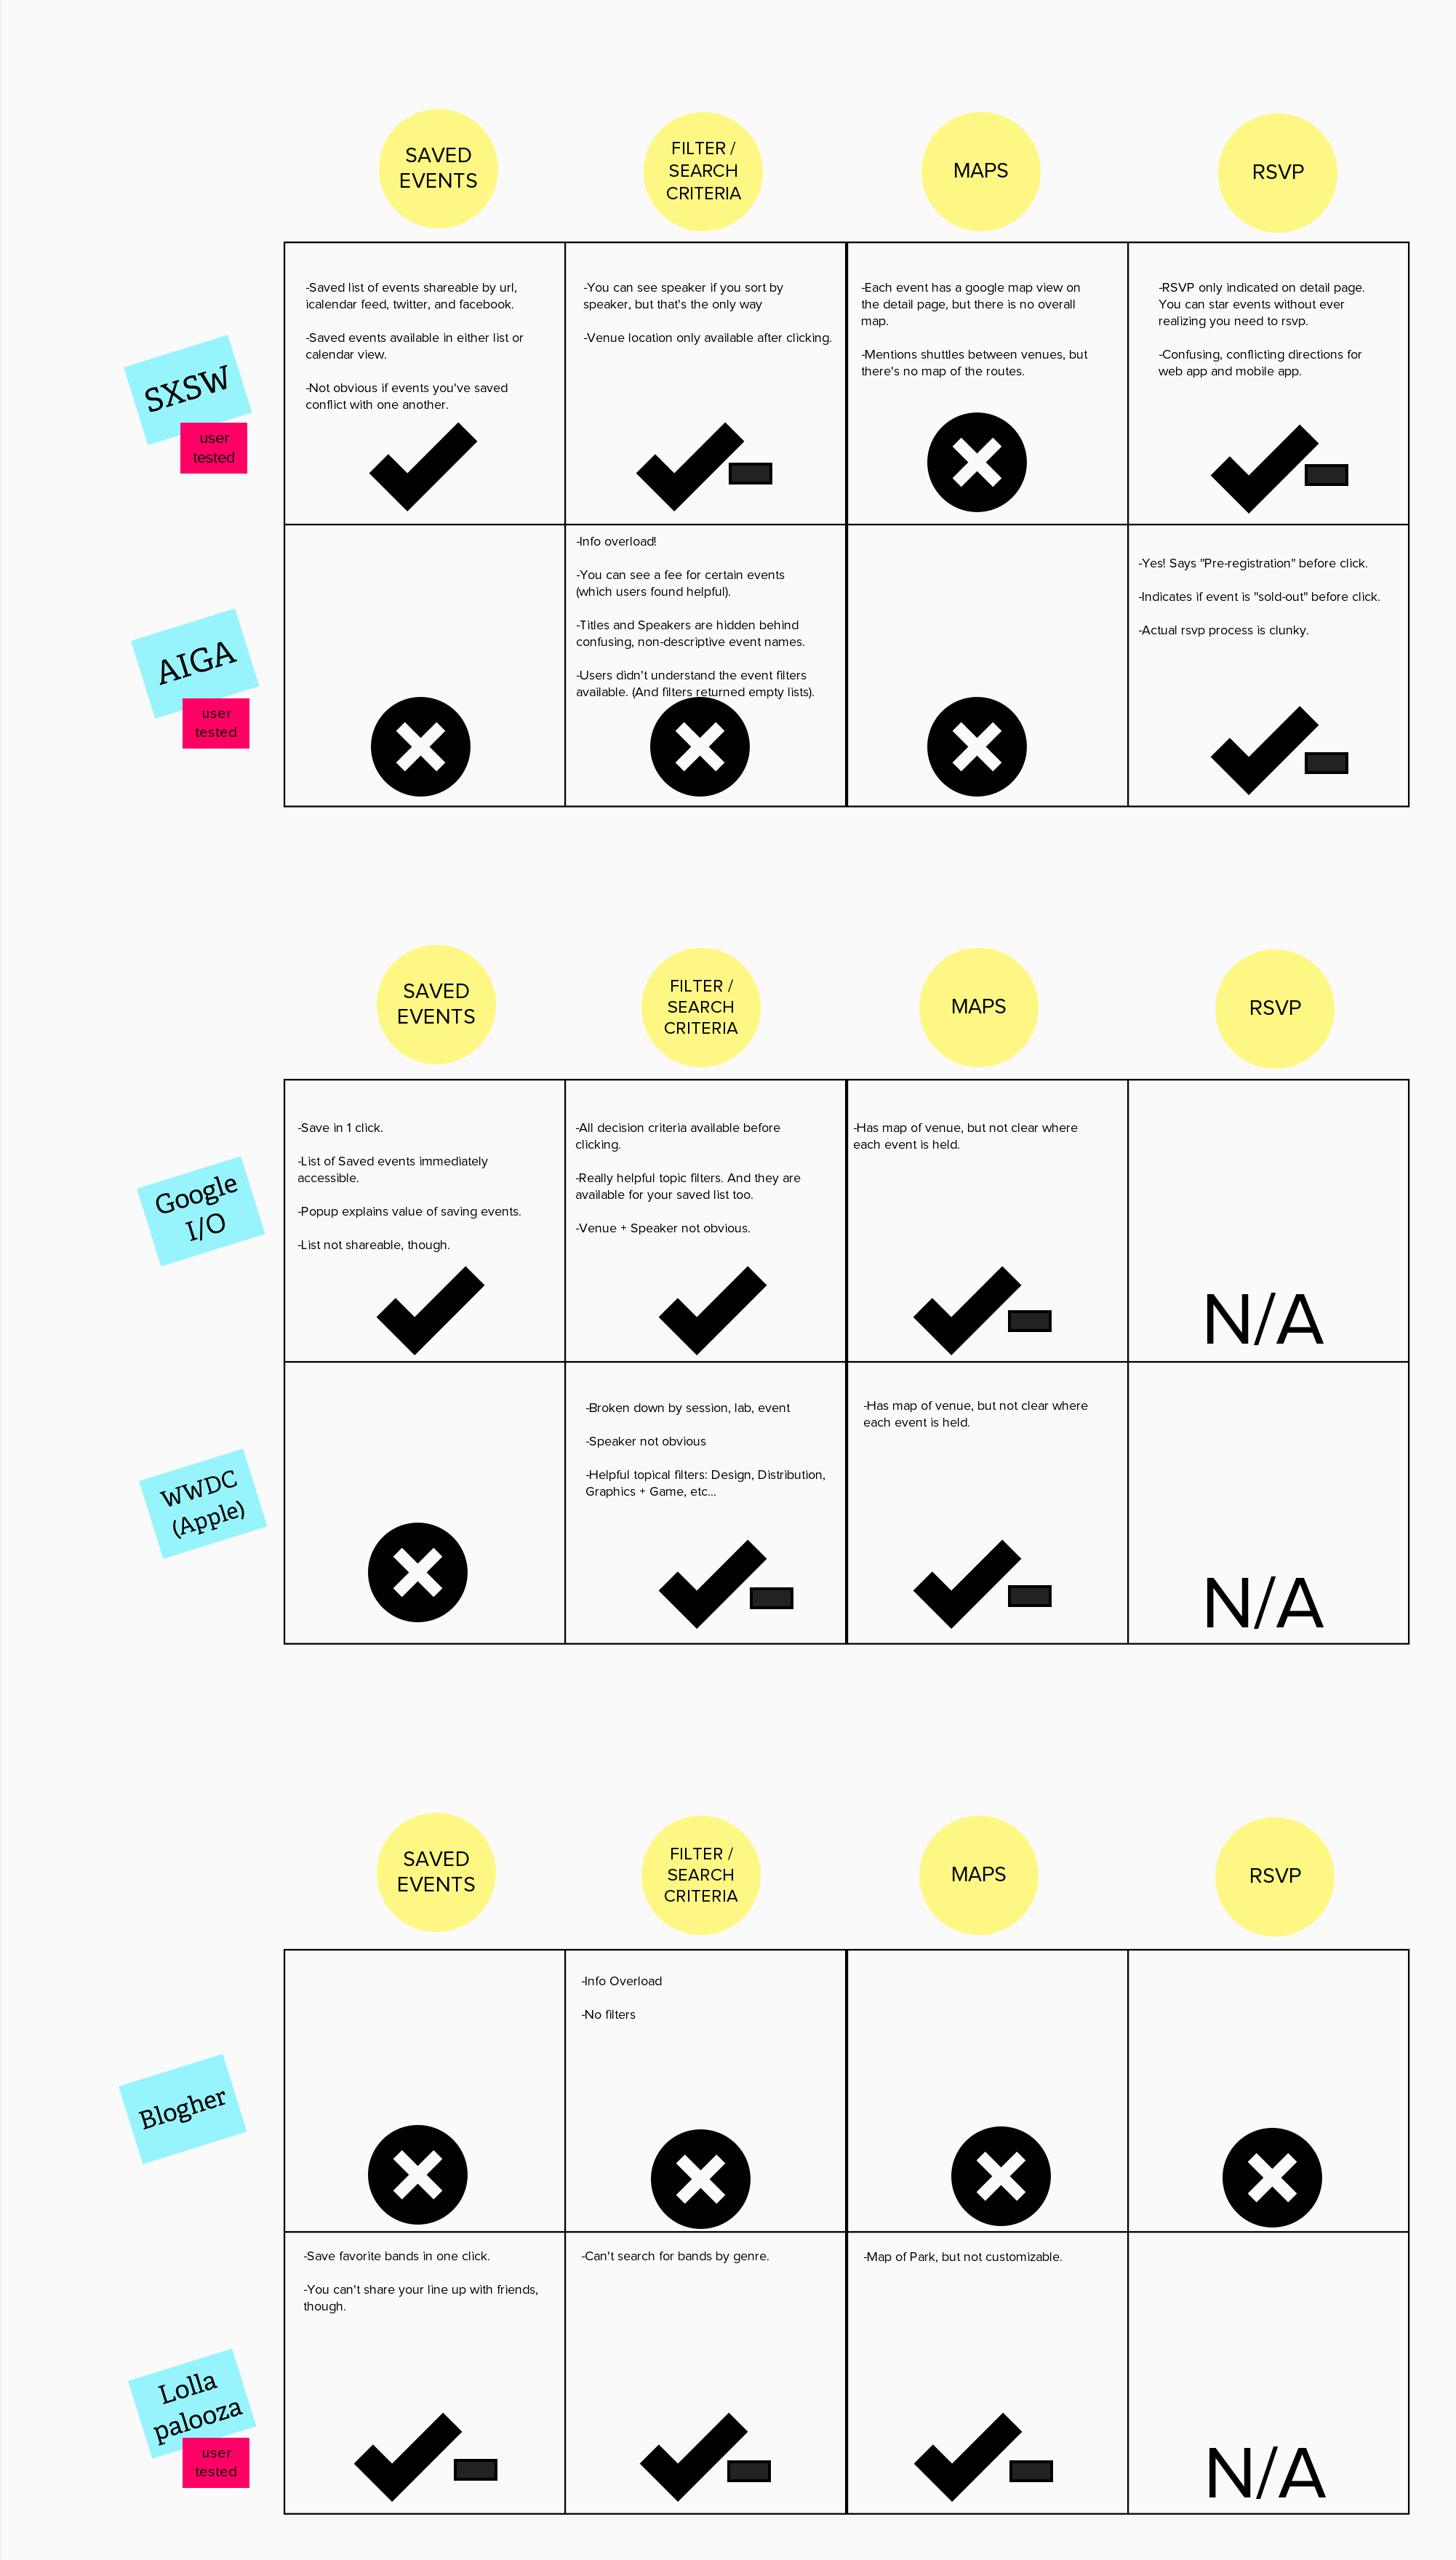 SAVED
EVENTS
FILTER /
SEARCH
CRITERIA
MAPS
RSVP
SXSW
user
tested
-Saved list of events shareable by url,
icalendar feed, twitter, and facebook.
-Saved events available in either list or
calendar view.
-Not obvious if events you've saved
conflict with one another.
-You can see speaker if you sort by
speaker, but that's the only way
-Venue location only available after clicking.
-Each event has a google map view on
the detail page, but there is no overall
map.
-Mentions shuttles between venues, but
there's no map of the routes.
-RSVP only indicated on detail page.
You can star events without ever
realizing you need to rsvp.
-Confusing, conflicting directions for
web app and mobile app.
AIGA
user
tested
-Info overload!
-You can see a fee for certain events
(which users found helpful).
-Titles and Speakers are hidden behind
confusing, non-descriptive event names.
-Users didn't understand the event filters
available. (And filters returned empty lists).
-Yes! Says "Pre-registration" before click.
-Indicates if event is "sold-out" before click.
-Actual rsvp process is clunky.
SAVED
EVENTS
FILTER /
SEARCH
CRITERIA
MAPS
RSVP
Google
I/O
-Save in 1 click.
-List of Saved events immediately
accessible.
-Popup explains value of saving events.
-List not shareable, though.
-All decision criteria available before
clicking.
-Really helpful topic filters. And they are
available for your saved list too.
-Venue + Speaker not obvious.
-Has map of venue, but not clear where
each event is held.
N/A
WWDC
(Apple)
-Broken down by session, lab, event
-Speaker not obvious
-Helpful topical filters: Design, Distribution,
Graphics + Game, etc...
-Has map of venue, but not clear where
each event is held.
N/A
SAVED
EVENTS
FILTER /
SEARCH
CRITERIA
MAPS
RSVP
Blogher
-Info Overload
-No filters
Lolla
palooza
user
tested
-Save favorite bands in one click.
-You can't share your line up with friends,
though.
-Can't search for bands by genre.
-Map of Park, but not customizable.
N/A